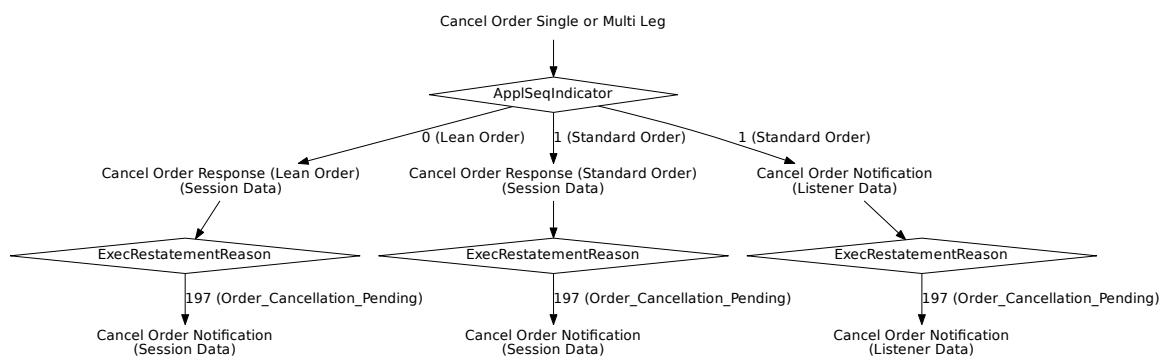 Cancel Order Single or Multi Leg
ApplSeqIndicator
0 (Lean Order)
1 (Standard Order)
1 (Standard Order)
Cancel Order Response (Lean Order)
(Session Data)
Cancel Order Response (Standard Order)
(Session Data)
Cancel Order Notification
(Listener Data)
ExecRestatementReason
ExecRestatementReason
ExecRestatementReason
197 (Order_Cancellation_Pending)
197 (Order_Cancellation_Pending)
197 (Order_Cancellation_Pending)
Cancel Order Notification
(Session Data)
Cancel Order Notification
(Session Data)
Cancel Order Notification
(Listener Data)